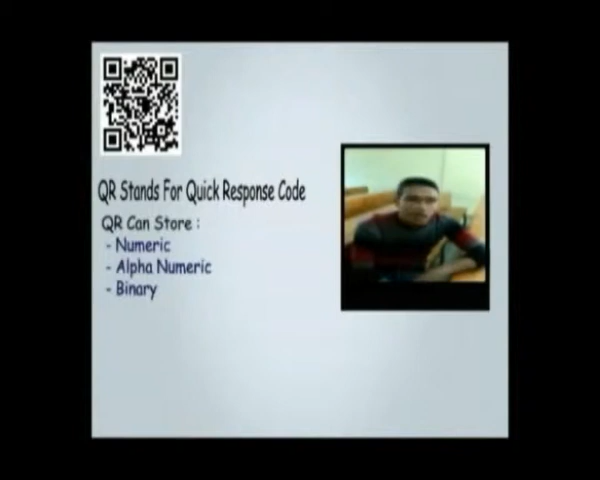 QR Stands For Quick Response Code
QR Can Store :
- Numeric
- Alpha Numeric
- Binary